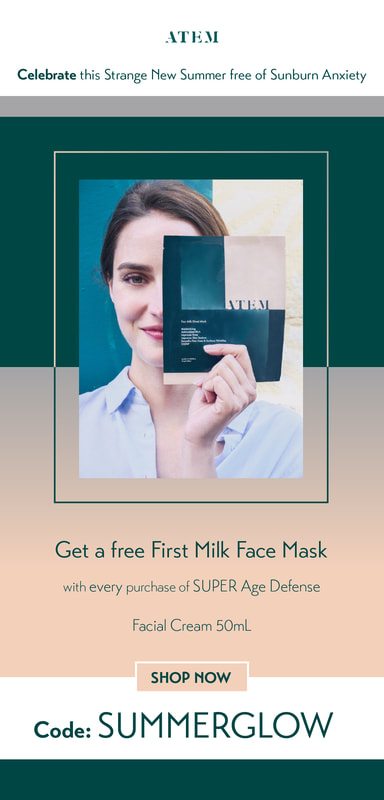 ATEM
Celebrate this Strange New Summer free of Sunburn Anxiety
ATEM
Get a free First Milk Face Mask
with every purchase of SUPER Age Defense
Facial Cream 50mL
SHOP NOW
Code: SUMMERGLOW